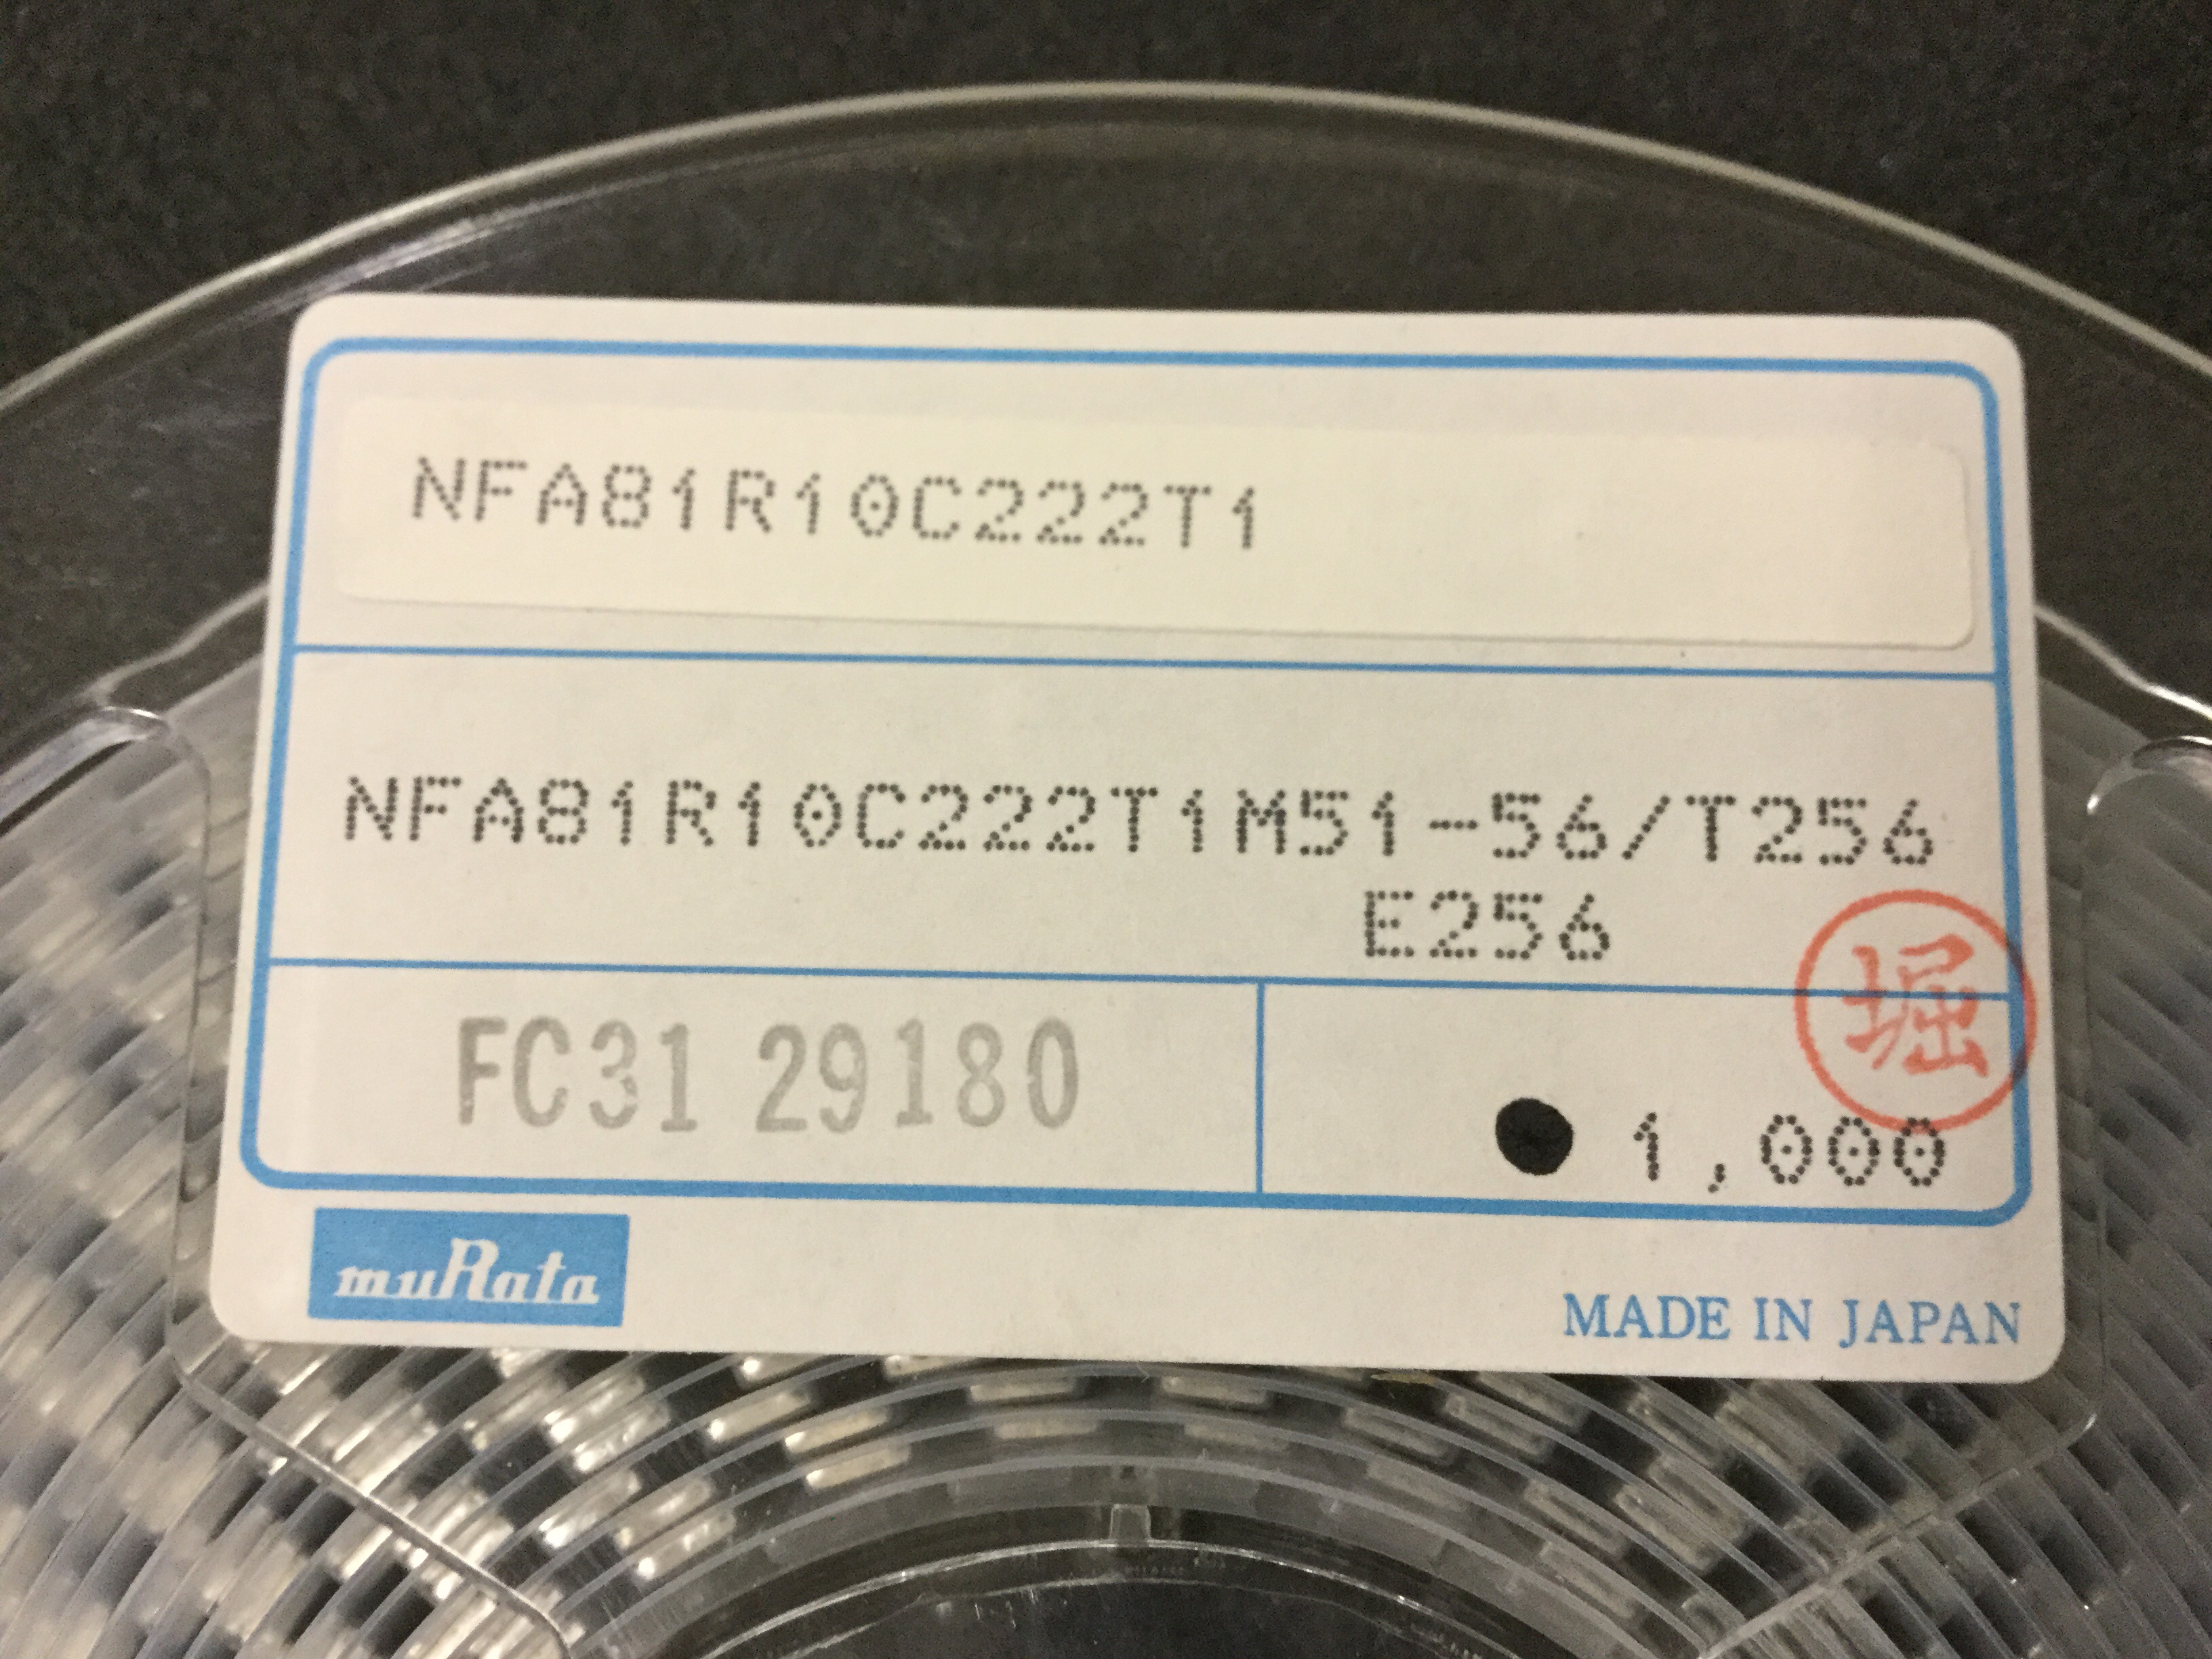 NFA81R10C222T1
NFA81R10C222T1M51-56/T256
E256
堀
FC31 29180
1,000
muRata
MADE IN JAPAN